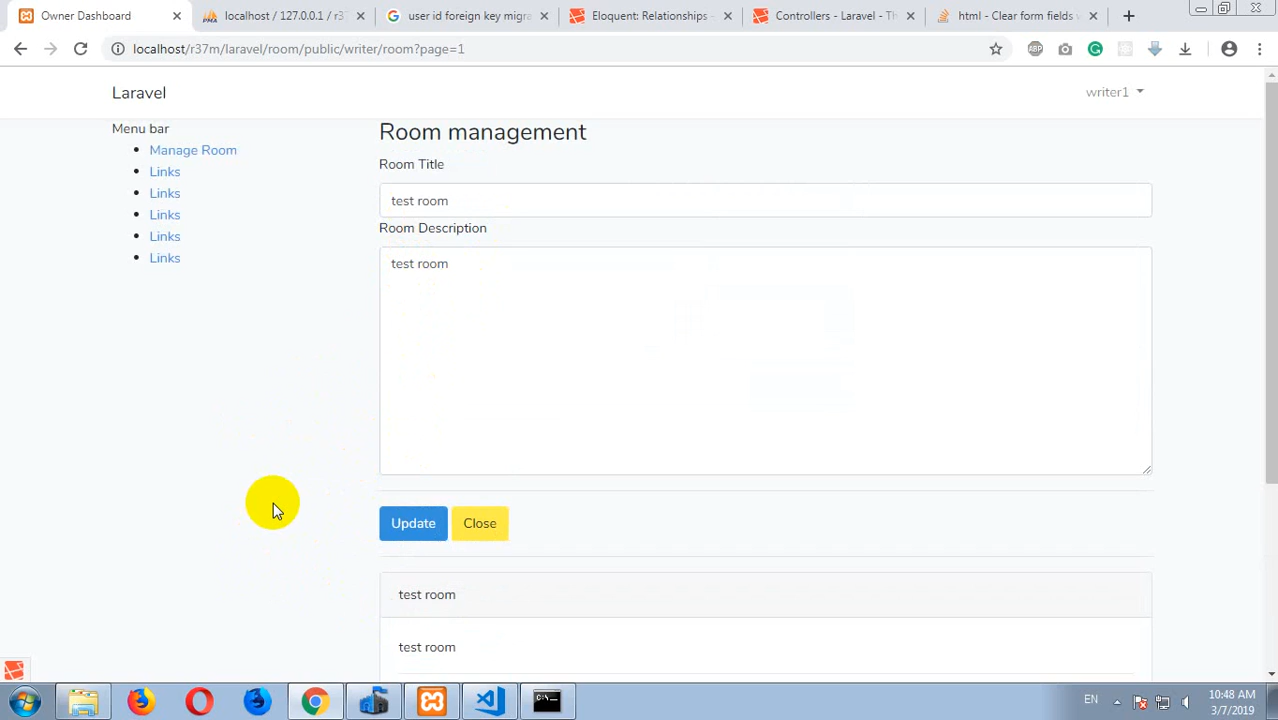 Owner Dashboard
localhost / 127.0.0.1 / r3
user id foreign key migra
Eloquent: Relationships -
Controllers - Laravel - Th
html - Clear form fields
localhost/r37m/laravel/room/public/writer/room?page=1
ABP
Laravel
writer1
Menu bar
Manage Room
Links
Links
Links
Links
Links
Room management
Room Title
test room
Room Description
test room
Update
Close
test room
test room
EN
10:48 AM
3/7/2019